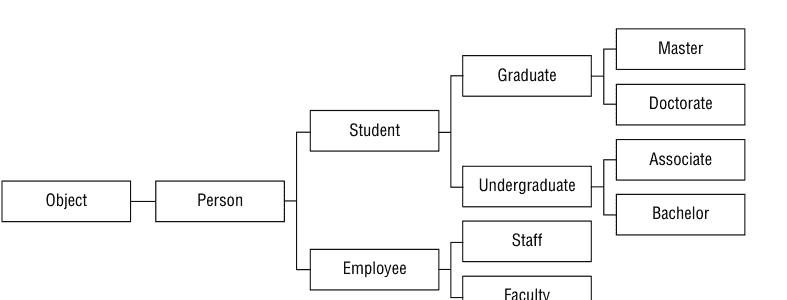 Object
Person
Student
Graduate
Master
Doctorate
Undergraduate
Associate
Bachelor
Employee
Staff
Faculty